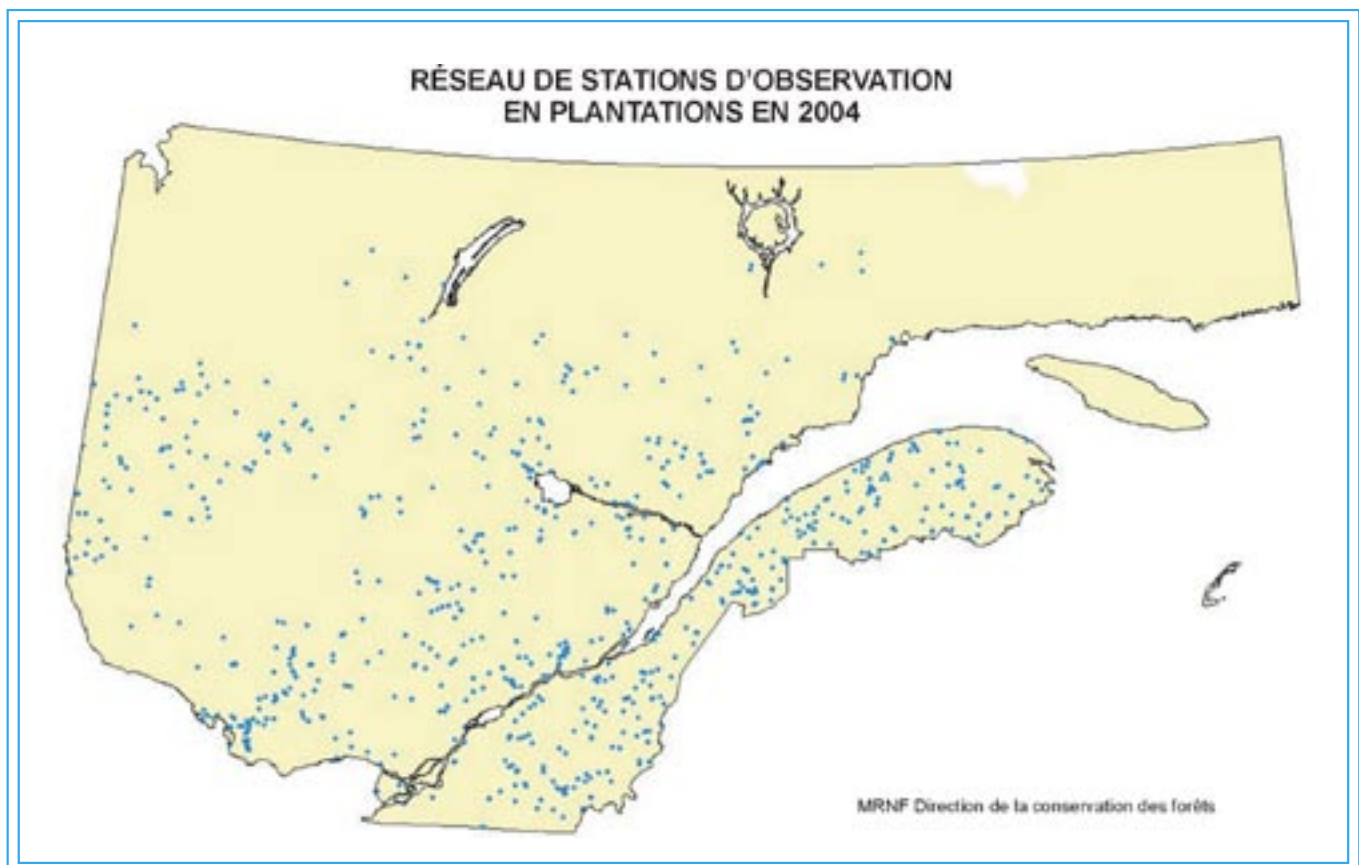 RÉSEAU DE STATIONS D'OBSERVATION
EN PLANTATIONS EN 2004
MRNF Direction de la conservation des forêts